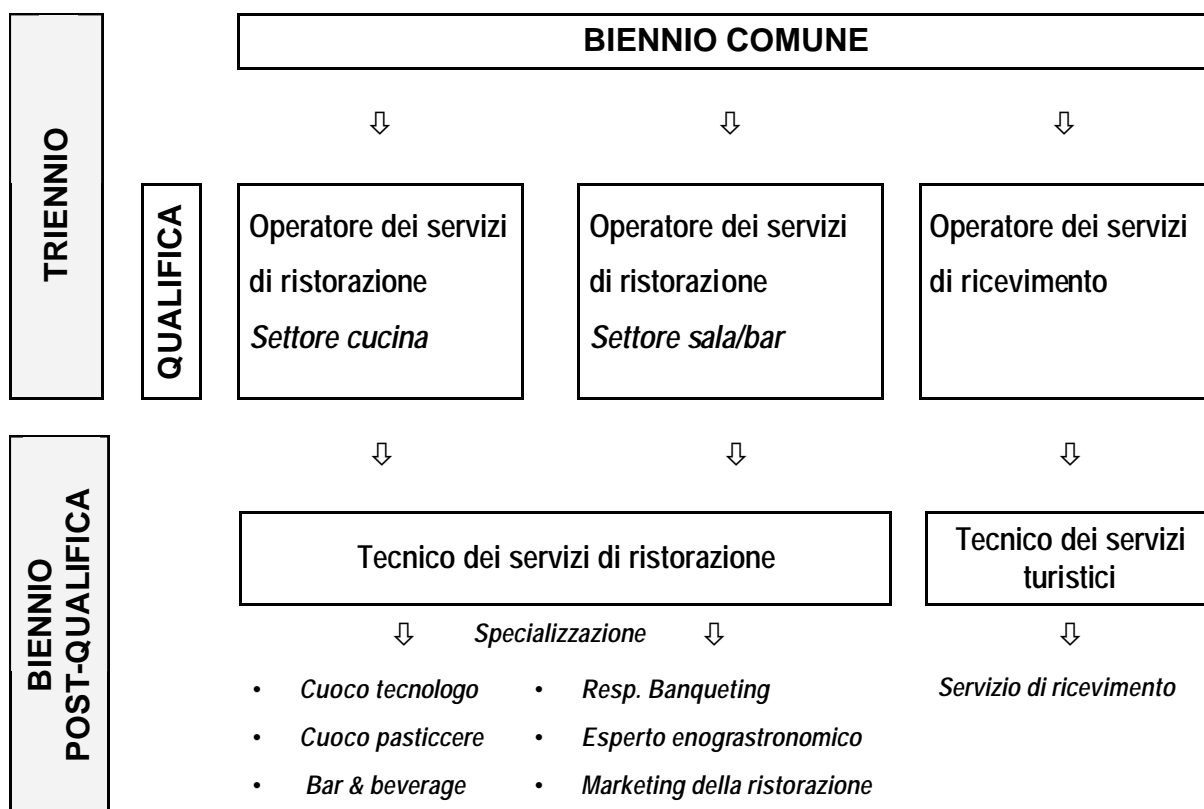 BIENNIO COMUNE
TRIENNIO
⇩ ⇩ ⇩
QUALIFICA
Operatore dei servizi
di ristorazione
Settore cucina
Operatore dei servizi
di ristorazione
Settore sala/bar
Operatore dei servizi
di ricevimento
⇩ ⇩ ⇩
BIENNIO
POST-QUALIFICA
Tecnico dei servizi di ristorazione
Tecnico dei servizi
turistici
⇩ Specializzazione ⇩ ⇩
• Cuoco tecnologo
• Cuoco pasticcere
• Bar & beverage
• Resp. Banqueting
• Esperto enograstronomico
• Marketing della ristorazione
Servizio di ricevimento